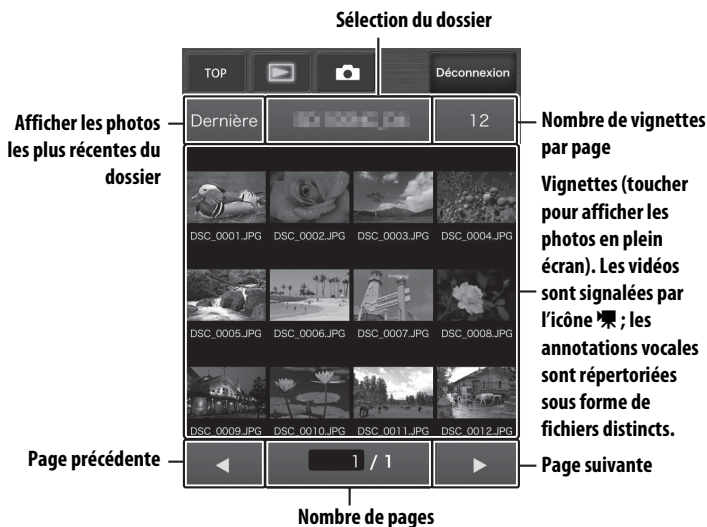 Sélection du dossier
TOP
Déconnexion
Afficher les photos
les plus récentes du
dossier
Dernière
12
Nombre de vignettes
par page
Vignettes (toucher
pour afficher les
photos en plein
écran). Les vidéos
sont signalées par
l'icône ; les
annotations vocales
sont répertoriées
sous forme de
fichiers distincts.
DSC_0001.JPG DSC_0002.JPG DSC_0003.JPG DSC_0004.JPG
DSC_0005.JPG DSC_0006.JPG DSC_0007.JPG DSC_0008.JPG
DSC_0009.JPG DSC_0010.JPG DSC_0011.JPG DSC_0012.JPG
Page précédente
1 / 1
Page suivante
Nombre de pages